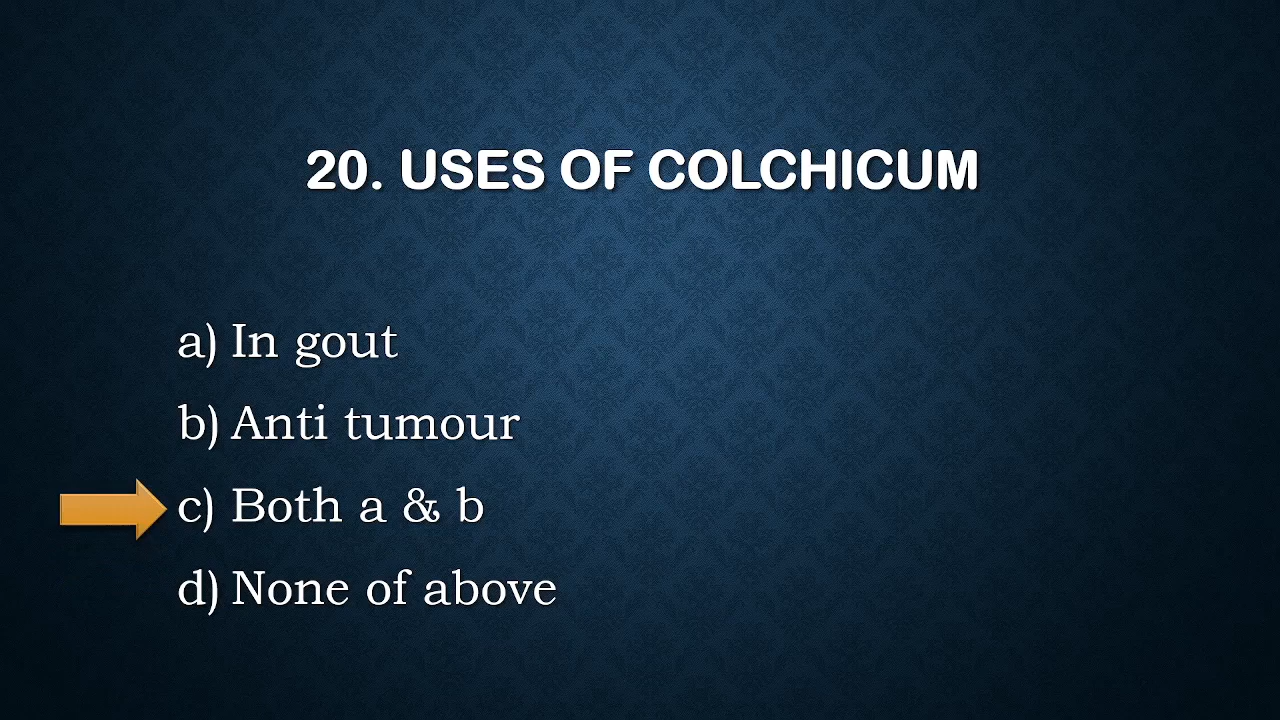 20. USES OF COLCHICUM
a) In gout
b) Anti tumour
c) Both a & b
d) None of above